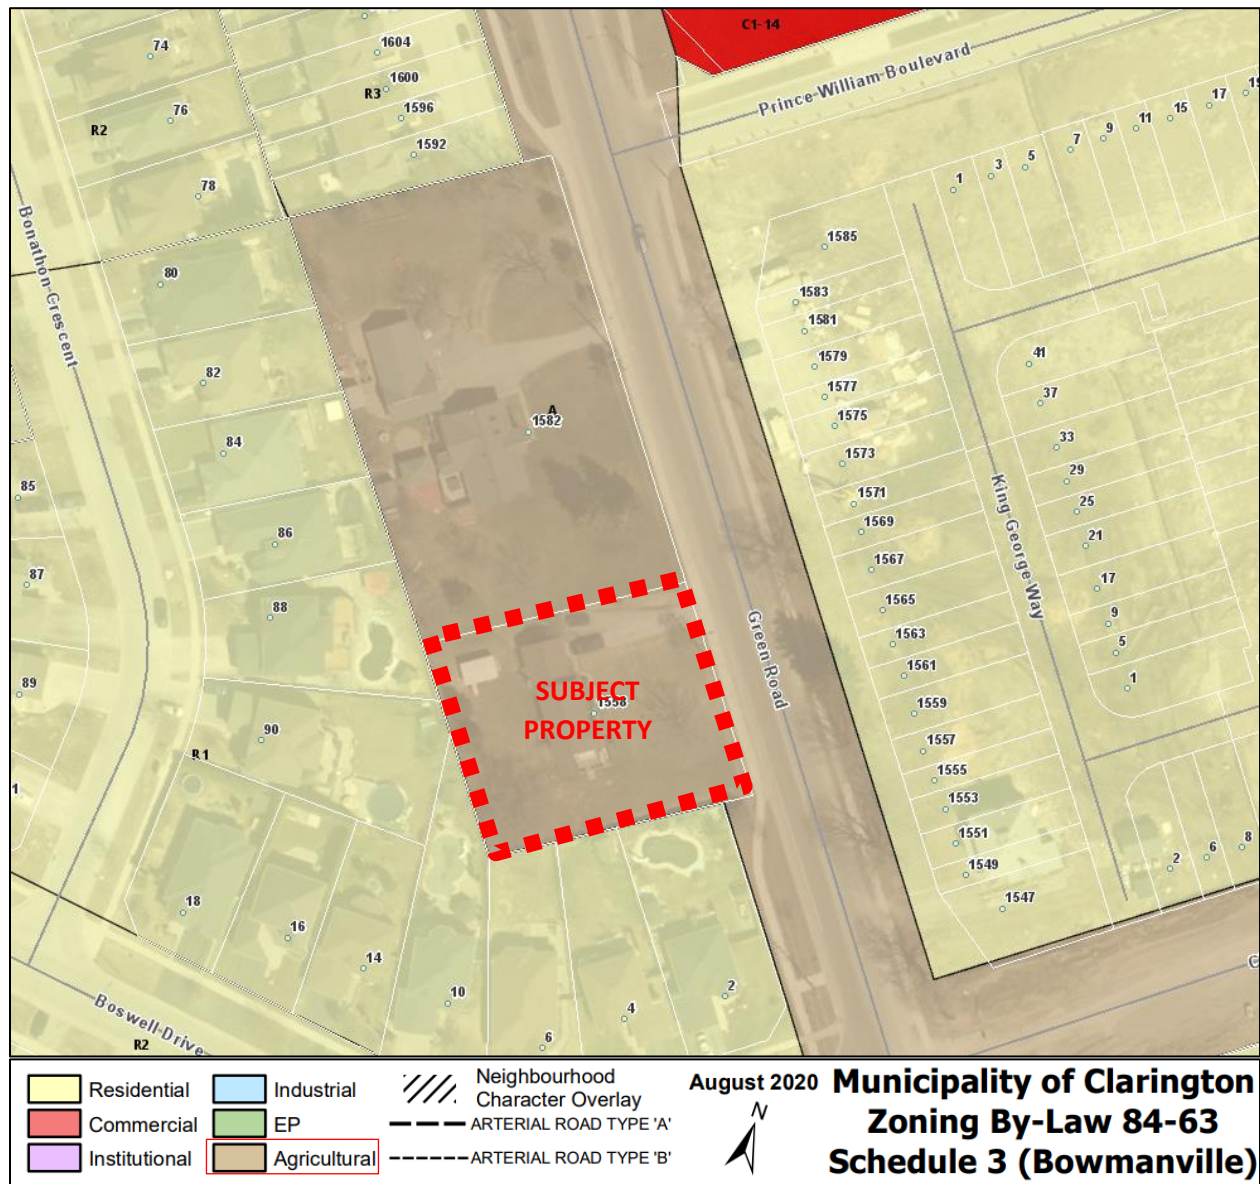 C1-14
74
1604
Prince William Boulevard
1600
R3
17
76
1596
15
R2
11
9
7
1592
5
3
1
78
Bonathon Crescent
1585
80
1583
1581
41
1579
82
1577
37
A
1582
1575
33
84
1573
29
85
1571
25
King George Way
1569
21
86
1567
87
17
88
1565
9
1563
Green Road
5
1561
89
SUBJECT
1558
PROPERTY
1
1559
90
1557
R1
1555
1553
1551
8
6
2
1549
18
1547
16
14
2
10
4
Boswell Drive
6
R2
Residential
Commercial
Institutional
Industrial
EP
Agricultural
Neighbourhood
Character Overlay
ARTERIAL ROAD TYPE 'A'
ARTERIAL ROAD TYPE 'B'
August 2020
N
Municipality of Clarington
Zoning By-Law 84-63
Schedule 3 (Bowmanville)